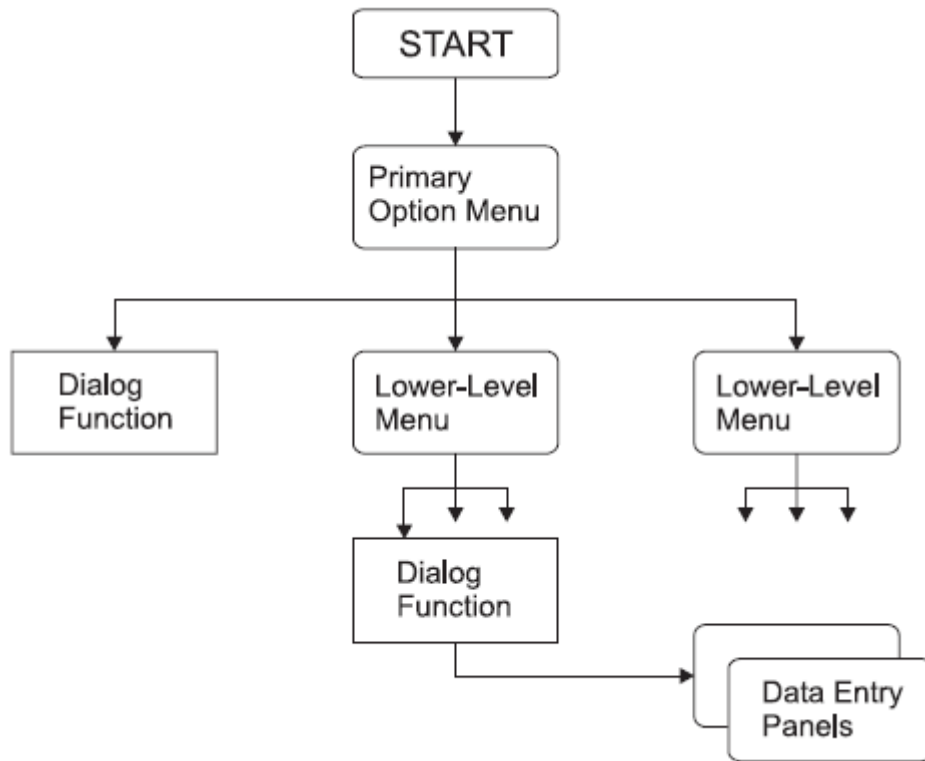 START
Primary
Option Menu
Dialog
Function
Lower-Level
Menu
Lower-Level
Menu
Dialog
Function
Data Entry
Panels